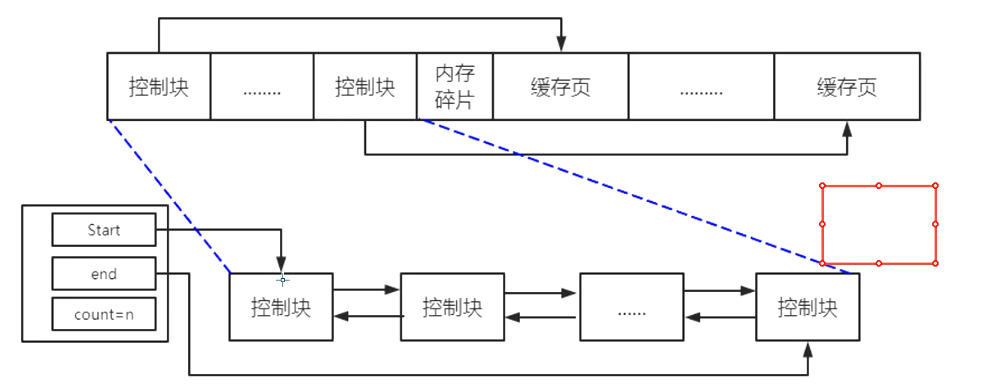 控制块
........
控制块
内存
碎片
缓存页
.........
缓存页
Start
end
count=n
控制块
控制块
......
控制块